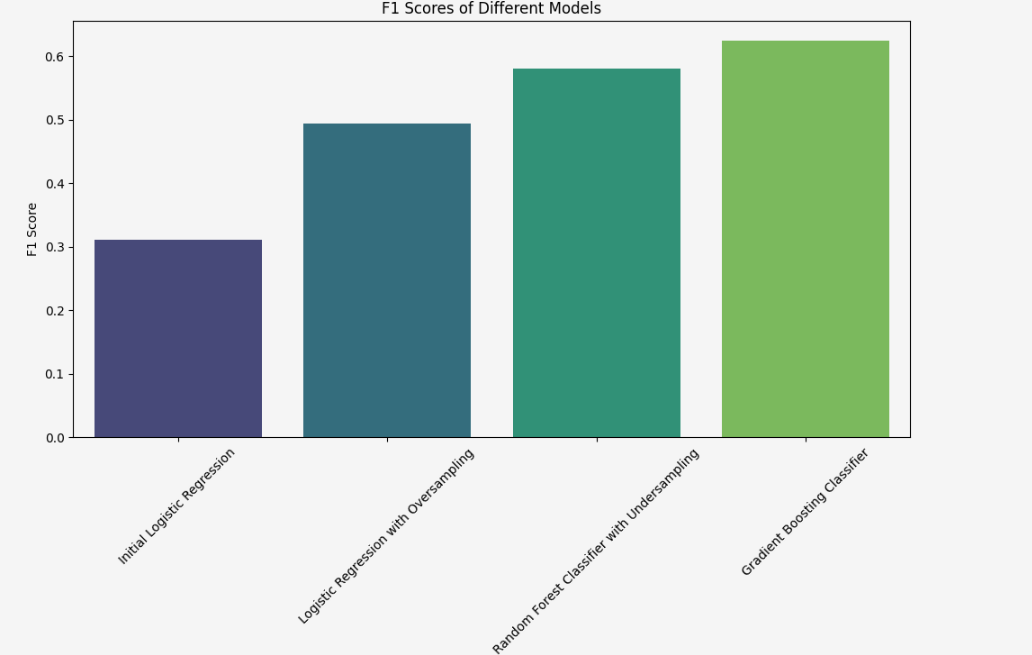 F1 Scores of Different Models
0.6
0.5
0.4
0.3
0.2
0.1
0.0
F1 Score
Initial Logistic Regression
Logistic Regression with Oversampling
Random Forest Classifier with Undersampling
Gradient Boosting Classifier